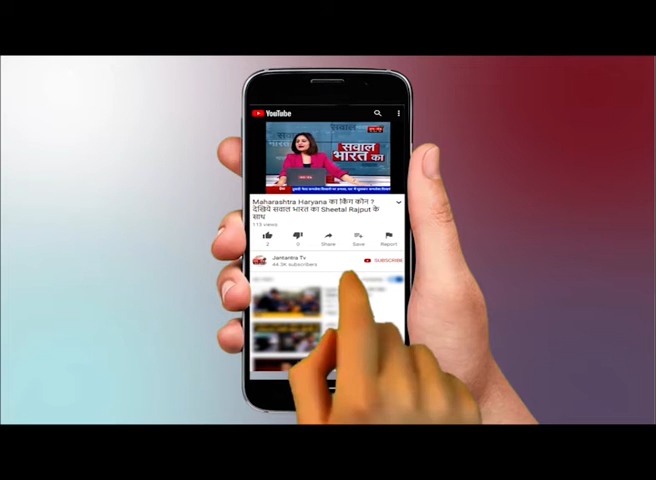 YouTube
सवाल
सवाल
भारत का
Maharashtra Haryana का किंग कौन ?
देखिये सवाल भारत का Sheetal Rajput के
साथ
113 views
2
0
Share
Save
Report
Jantantra Tv
44.3K subscribers
SUBSCRIBE